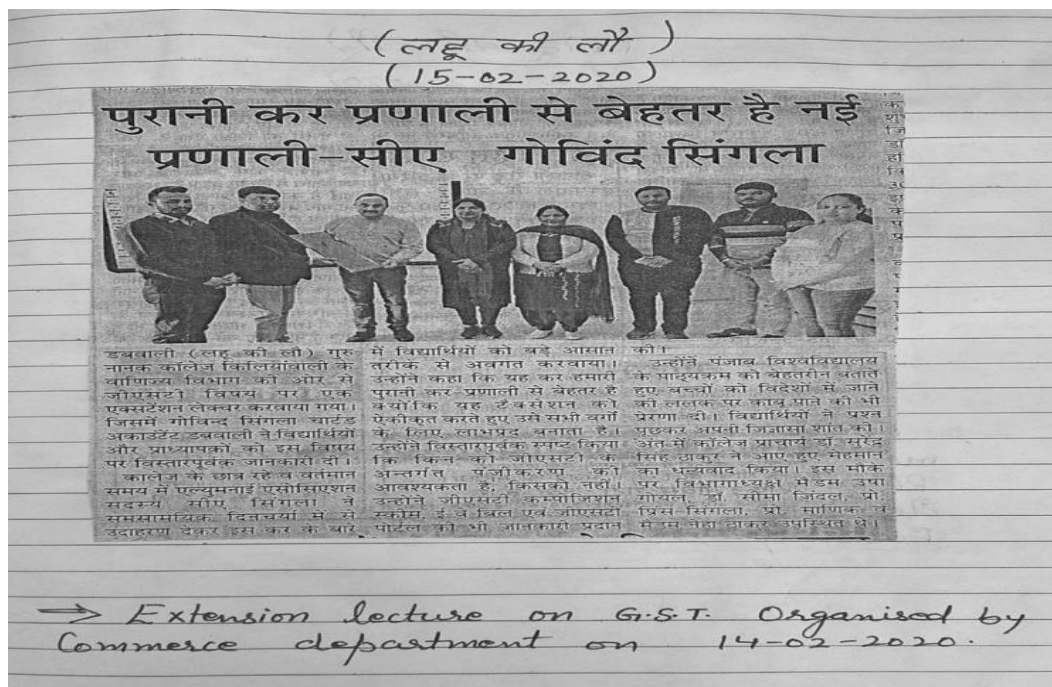 (लहू की लौ)
(15-02-2020)
पुरानी कर प्रणाली से बेहतर है नई
प्रणाली-सीए गोविंद सिंगला
डबवाली (लहू की लौ) गुरु
नानक कॉलेज किलियांवाली के
वाणिज्य विभाग की ओर से
जीएसटी विषय पर एक
एक्सटेंशन लेक्चर करवाया गया।
जिसमें गोविन्द सिंगला चार्टड
अकाउंटेंट डबवाली ने विद्यार्थियों
और प्राध्यापकों को इस विषय
पर विस्तारपूर्वक जानकारी दी।
कालेज के छात्र रहे व वर्तमान
समय में एल्युमनाई एसोसिएशन
सदस्य सीए सिंगला ने
समसामयिक दिनचर्या में से
उदाहरण देकर इस कर के बारे
में विद्यार्थियों को बड़े आसान
तरीके से अवगत करवाया।
उन्होंने कहा कि यह कर हमारी
पुरानी कर-प्रणाली से बेहतर है
क्योंकि यह टैक्सेशन को
एकीकृत करते हुए उसे सभी वर्गों
के लिए लाभप्रद बनाता है।
उन्होंने विस्तारपूर्वक स्पष्ट किया
कि किन को जीएसटी के
अन्तर्गत पंजीकरण की
आवश्यकता है, किसको नहीं।
उन्होंने जीएसटी कम्पोजिशन
स्कीम, ई वे बिल एवं जीएसटी
पोर्टल की भी जानकारी प्रदान
की।
उन्होंने पंजाब विश्वविद्यालय
के पाठ्यक्रम को बेहतरीन बताते
हुए बच्चों को विदेशों में जाने
की ललक पर काबू पाने की भी
प्रेरणा दी। विद्यार्थियों ने प्रश्न
पूछकर अपनी जिज्ञासा शांत की।
अंत में कॉलेज प्राचार्य डॉ. सुरेंद्र
सिंह ठाकुर ने आए हुए मेहमान
का धन्यवाद किया। इस मौके
पर विभागाध्यक्ष मैडम उषा
गोयल, डॉ. सीमा जिंदल, प्रो.
प्रिंस सिंगला, प्रो. माणिक व
मैडम नेहा ठाकुर उपस्थित थे।
⇒ Extension lecture on G.S.T. Organised by
Commerce department on 14-02-2020.